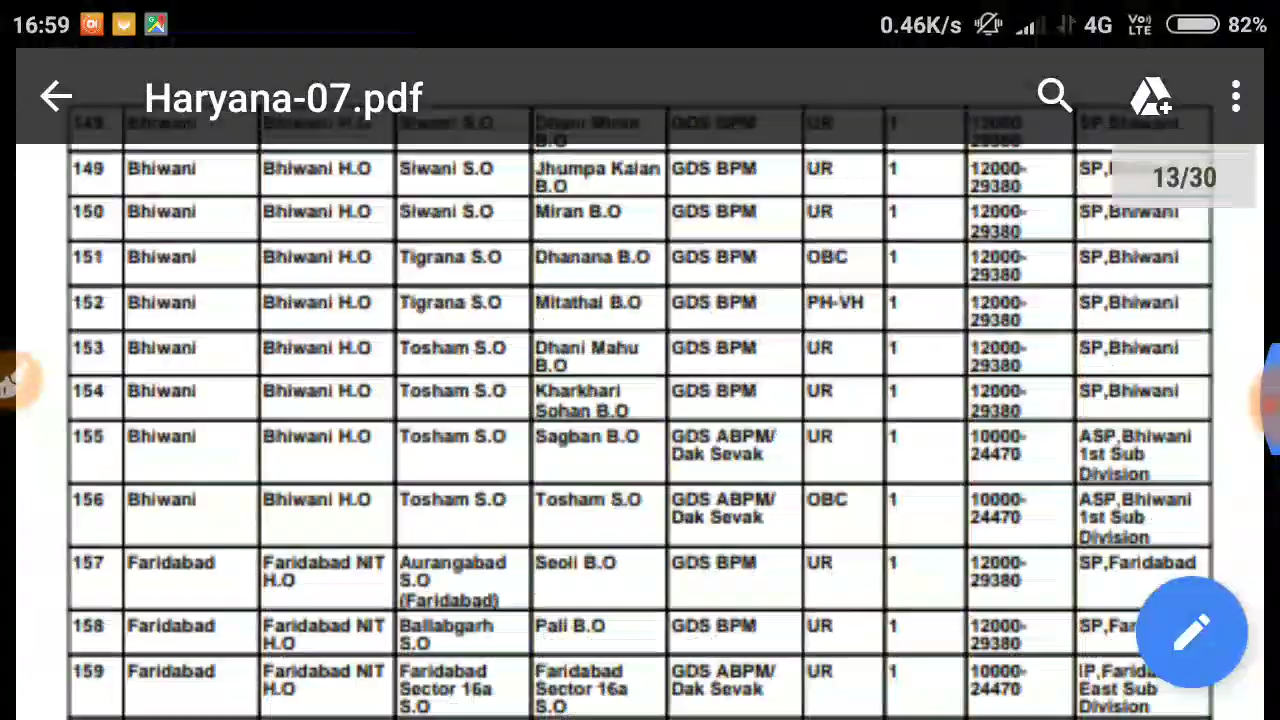 16:59 0.46K/s 4G VoLTE 82%
Haryana-07.pdf
13/30
149 Bhiwani Bhiwani H.O Siwani S.O Jhumpa Kalan B.O GDS BPM UR 1 12000-29380
150 Bhiwani Bhiwani H.O Siwani S.O Miran B.O GDS BPM UR 1 12000-29380 SP,Bhiwani
151 Bhiwani Bhiwani H.O Tigrana S.O Dhanana B.O GDS BPM OBC 1 12000-29380 SP,Bhiwani
152 Bhiwani Bhiwani H.O Tigrana S.O Mitathal B.O GDS BPM PH-VH 1 12000-29380 SP,Bhiwani
153 Bhiwani Bhiwani H.O Tosham S.O Dhani Mahu B.O GDS BPM UR 1 12000-29380 SP,Bhiwani
154 Bhiwani Bhiwani H.O Tosham S.O Kharkhari Sohan B.O GDS BPM UR 1 12000-29380 SP,Bhiwani
155 Bhiwani Bhiwani H.O Tosham S.O Sagban B.O GDS ABPM/ Dak Sevak UR 1 10000-24470 ASP,Bhiwani 1st Sub Division
156 Bhiwani Bhiwani H.O Tosham S.O Tosham S.O GDS ABPM/ Dak Sevak OBC 1 10000-24470 ASP,Bhiwani 1st Sub Division
157 Faridabad Faridabad NIT H.O Aurangabad S.O (Faridabad) Seoli B.O GDS BPM UR 1 12000-29380 SP,Faridabad
158 Faridabad Faridabad NIT H.O Ballabgarh S.O Pali B.O GDS BPM UR 1 12000-29380
159 Faridabad Faridabad NIT H.O Faridabad Sector 16a S.O Faridabad Sector 16a S.O GDS ABPM/ Dak Sevak UR 1 10000-24470 East Sub Division